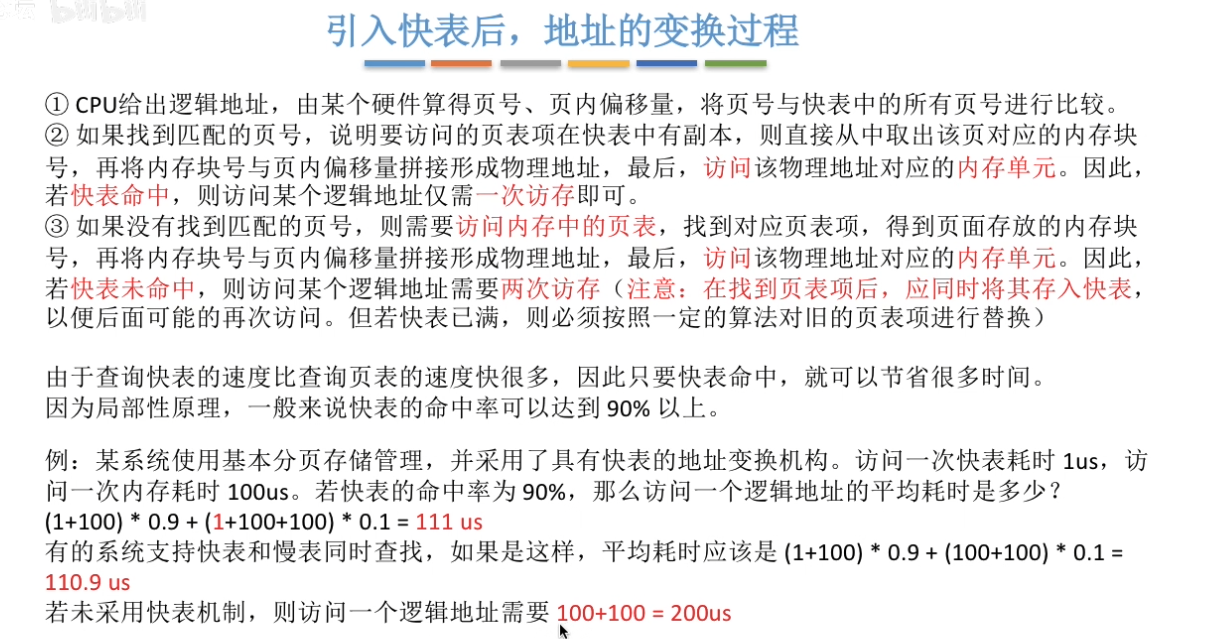 bilibili
引入快表后，地址的变换过程
① CPU给出逻辑地址，由某个硬件算得页号、页内偏移量，将页号与快表中的所有页号进行比较。
② 如果找到匹配的页号，说明要访问的页表项在快表中有副本，则直接从中取出该页对应的内存块
号，再将内存块号与页内偏移量拼接形成物理地址，最后，访问该物理地址对应的内存单元。因此，
若快表命中，则访问某个逻辑地址仅需一次访存即可。
③ 如果没有找到匹配的页号，则需要访问内存中的页表，找到对应页表项，得到页面存放的内存块
号，再将内存块号与页内偏移量拼接形成物理地址，最后，访问该物理地址对应的内存单元。因此，
若快表未命中，则访问某个逻辑地址需要两次访存（注意：在找到页表项后，应同时将其存入快表，
以便后面可能的再次访问。但若快表已满，则必须按照一定的算法对旧的页表项进行替换）
由于查询快表的速度比查询页表的速度快很多，因此只要快表命中，就可以节省很多时间。
因为局部性原理，一般来说快表的命中率可以达到 90% 以上。
例：某系统使用基本分页存储管理，并采用了具有快表的地址变换机构。访问一次快表耗时 1us，访
问一次内存耗时 100us。若快表的命中率为 90%，那么访问一个逻辑地址的平均耗时是多少？
(1+100) * 0.9 + (1+100+100) * 0.1 = 111 us
有的系统支持快表和慢表同时查找，如果是这样，平均耗时应该是 (1+100) * 0.9 + (100+100) * 0.1 =
110.9 us
若未采用快表机制，则访问一个逻辑地址需要 100+100 = 200us